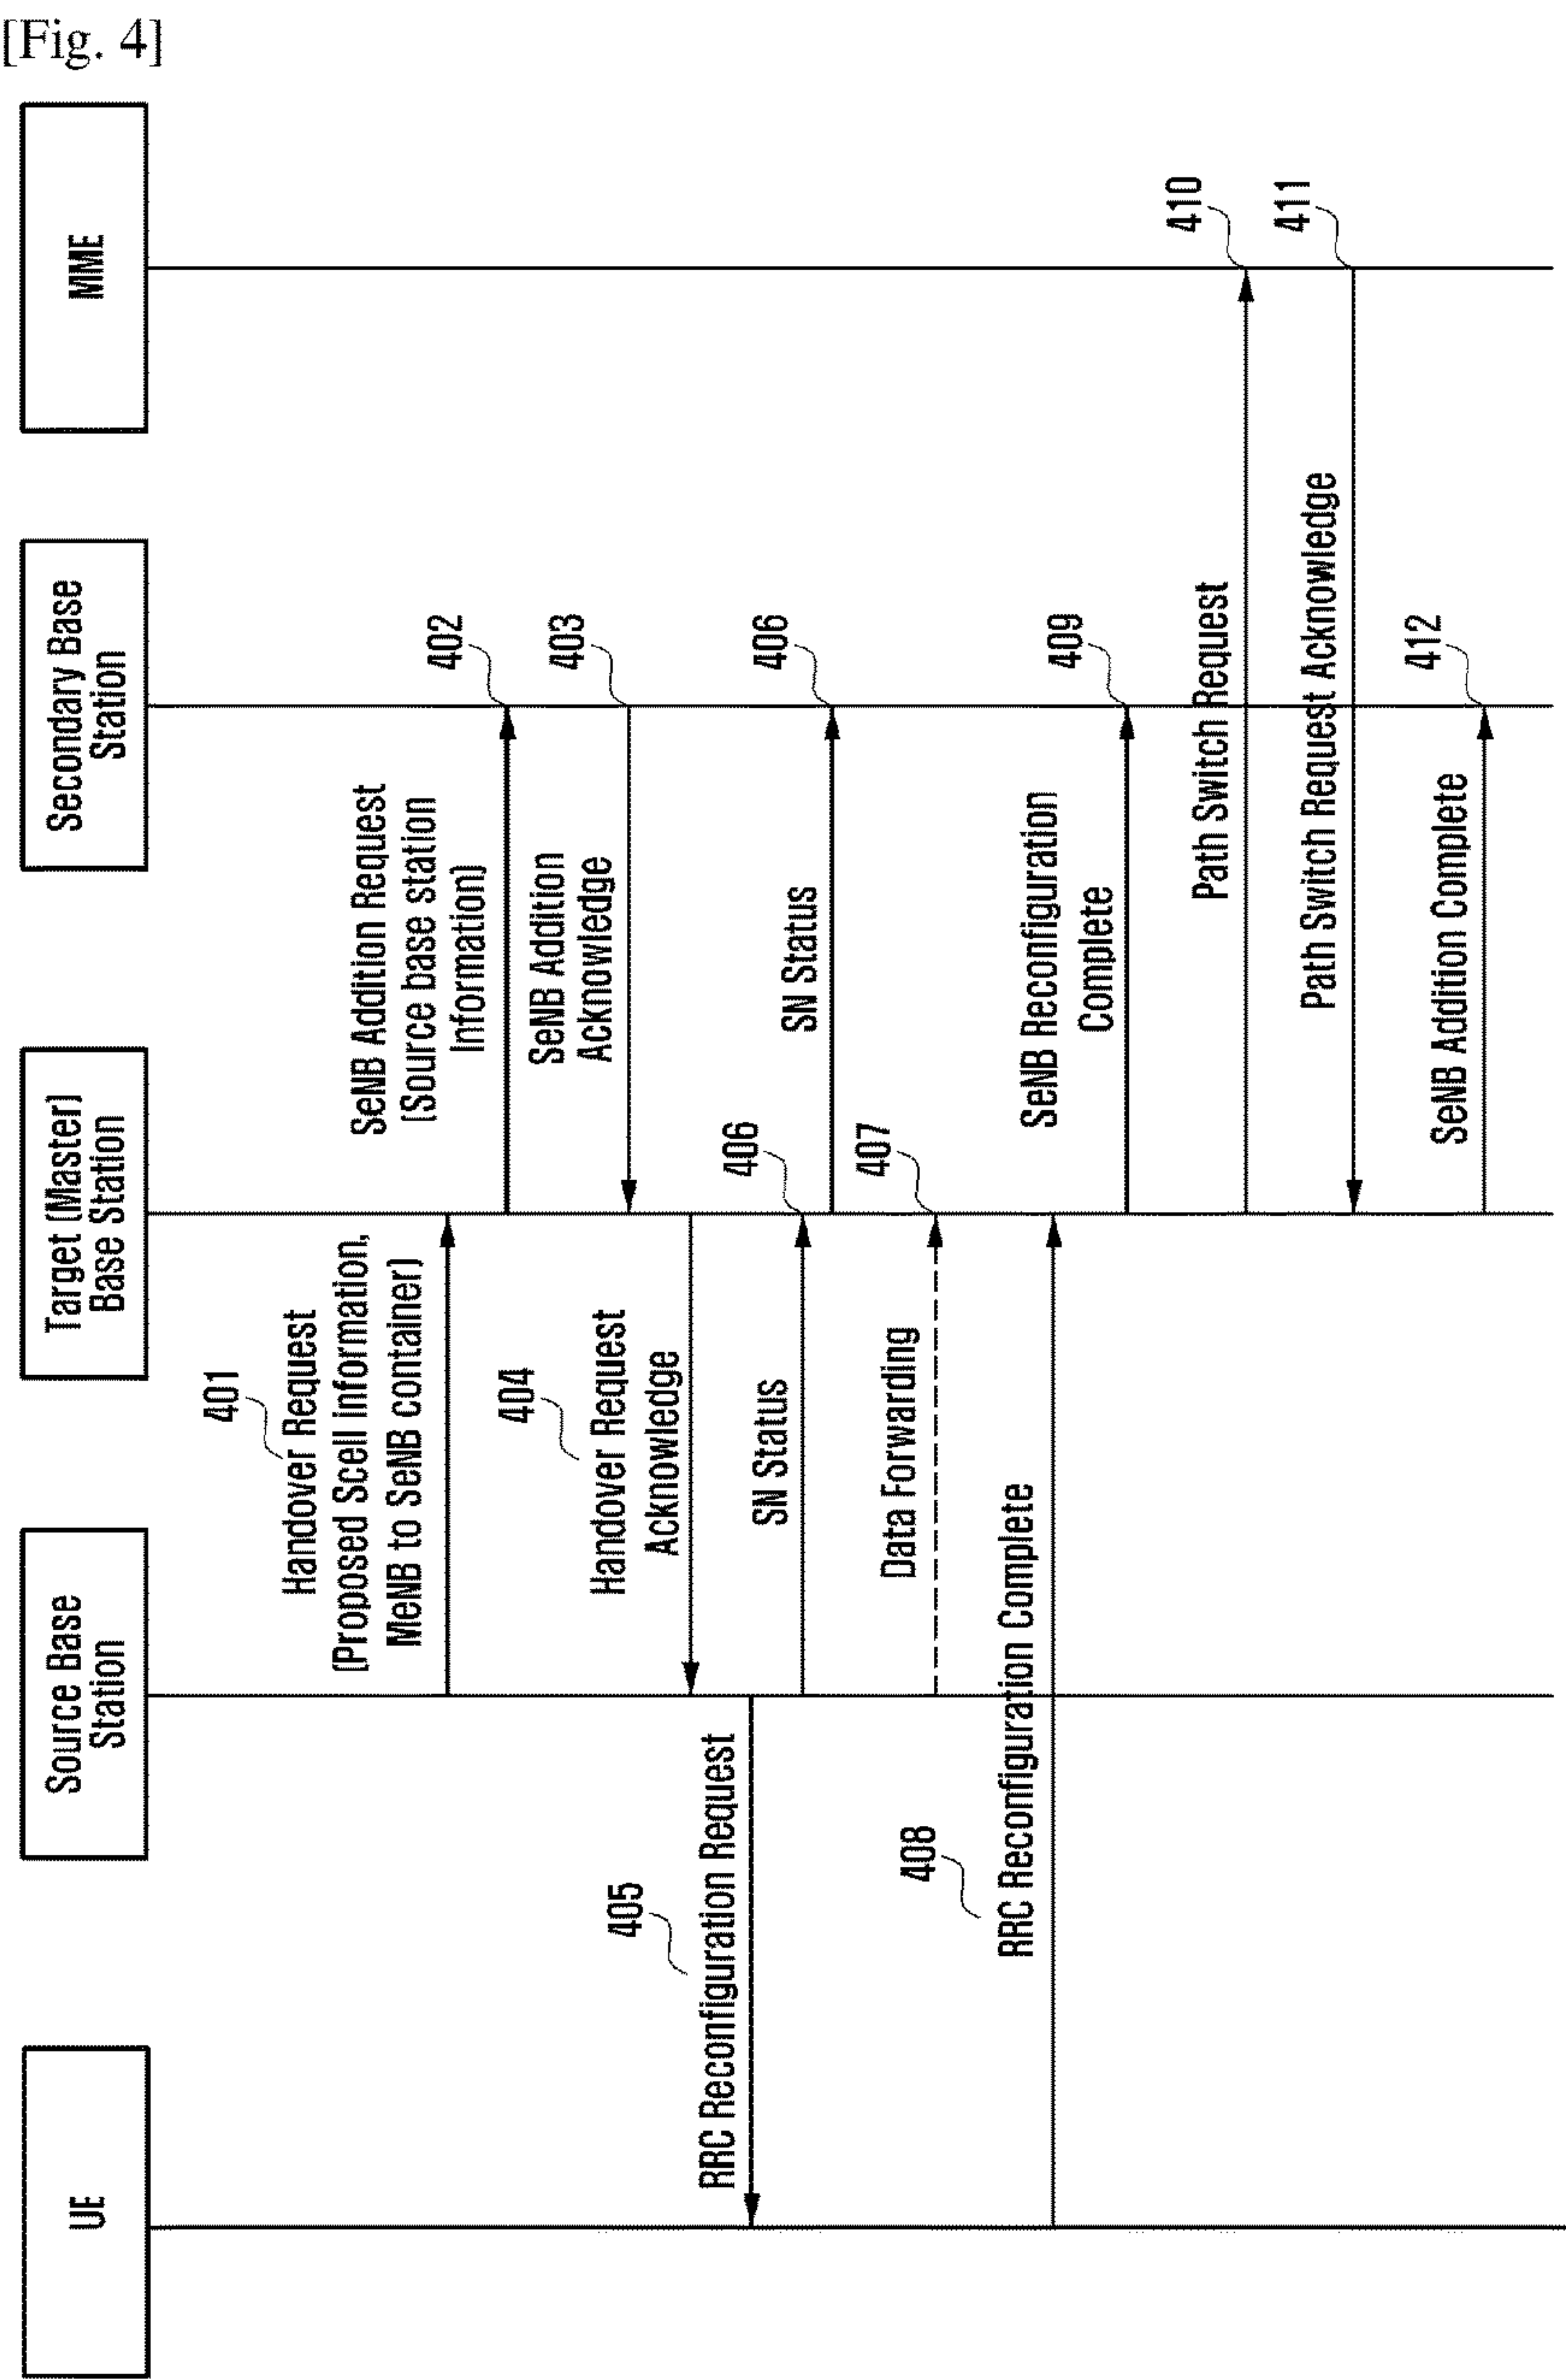 [Fig. 4]
UE
Source Base
Station
Target (Master)
Base Station
Secondary Base
Station
MME
401
Handover Request
(Proposed Scell information,
MeNB to SeNB container)
SeNB Addition Request
(Source base station
Information)
402
SeNB Addition
Acknowledge
403
404
Handover Request
Acknowledge
405
RRC Reconfiguration Request
SN Status
406
SN Status
406
Data Forwarding
407
408
RRC Reconfiguration Complete
SeNB Reconfiguration
Complete
409
Path Switch Request
410
Path Switch Request Acknowledge
411
SeNB Addition Complete
412